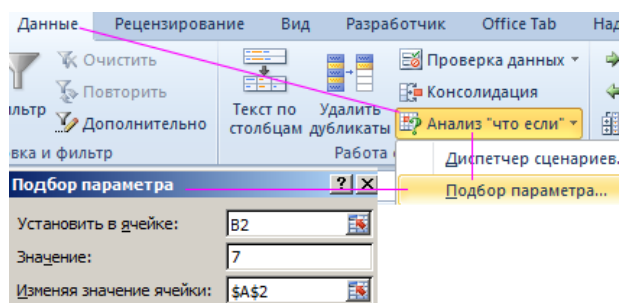 Данные Рецензирование Вид Разработчик Office Tab Над
Очистить
Повторить
льтр
Дополнительно
вка и фильтр
Текст по столбцам
Удалить дубликаты
Проверка данных
Консолидация
Анализ "что если"
Работа
Диспетчер сценариев.
Подбор параметра...
Подбор параметра
Установить в ячейке: B2
Значение: 7
Изменяя значение ячейки: $A$2